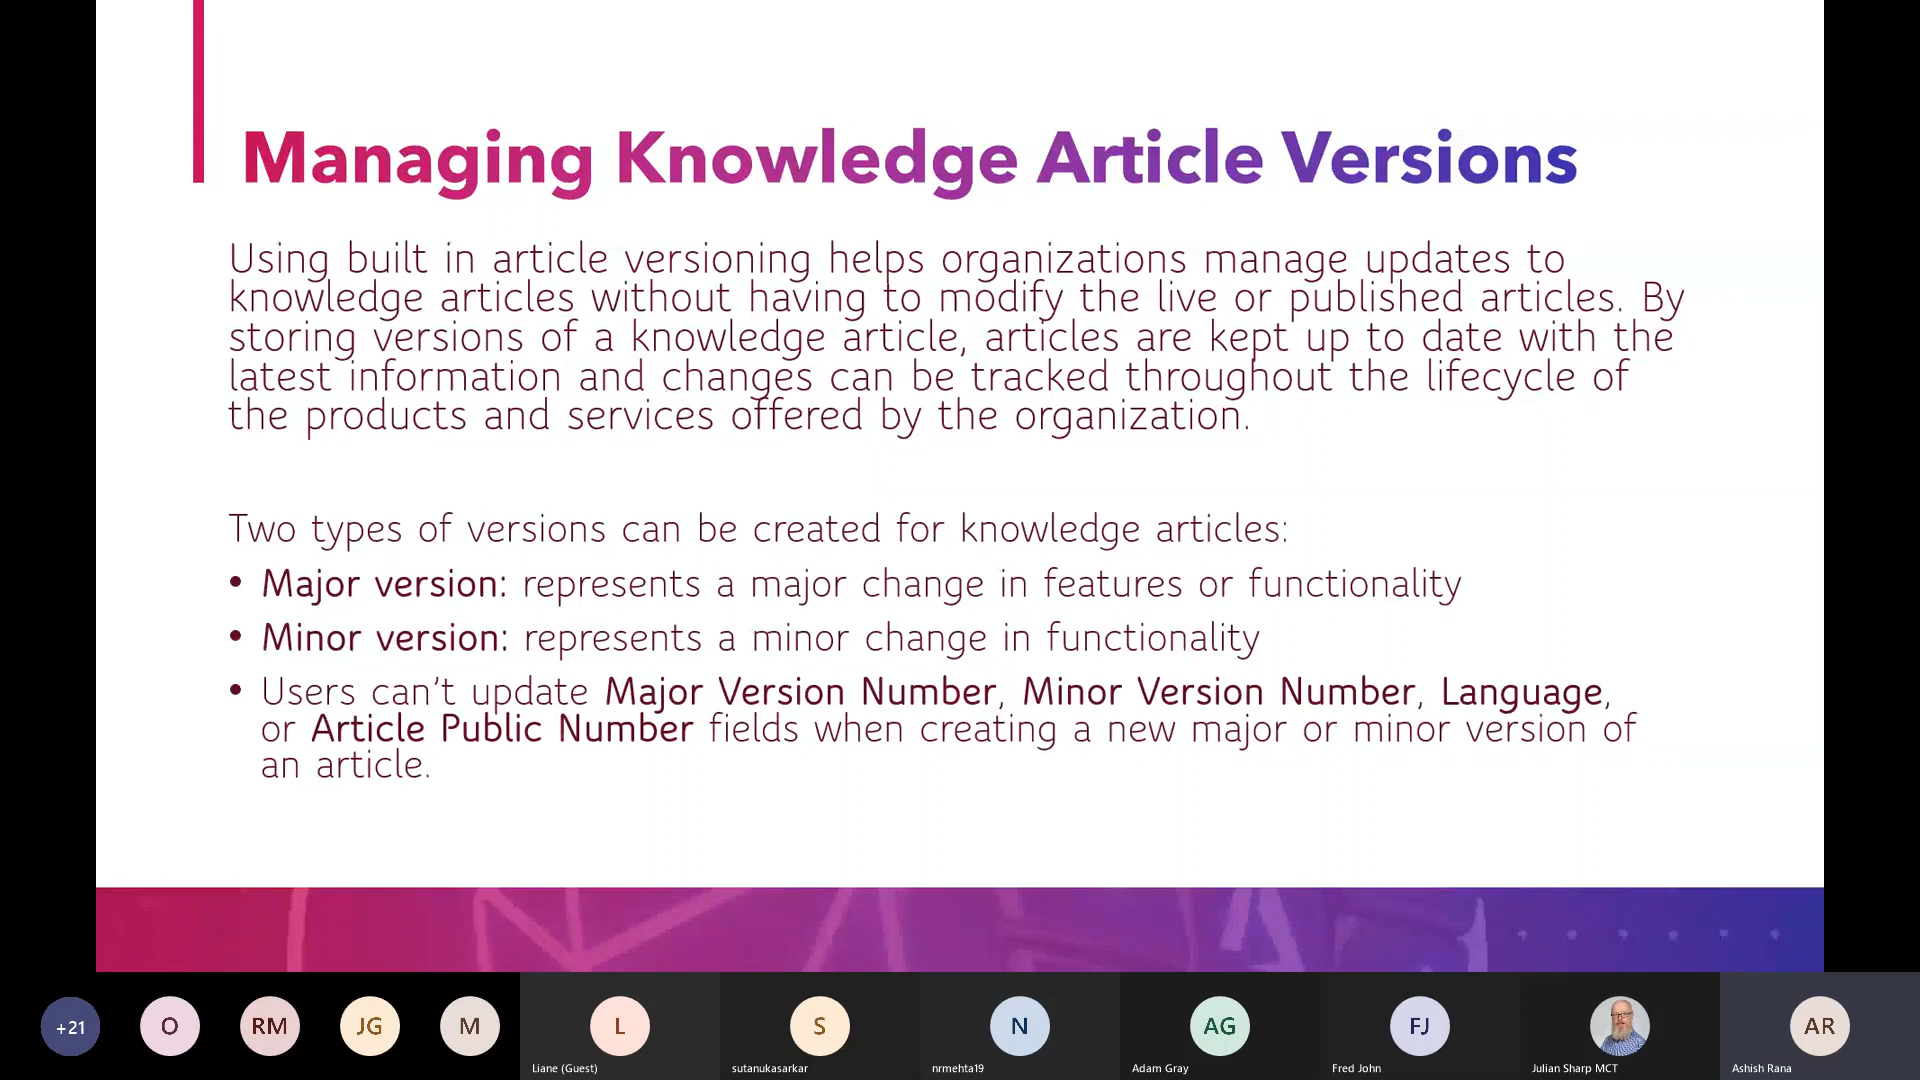 Managing Knowledge Article Versions
Using built in article versioning helps organizations manage updates to
knowledge articles without having to modify the live or published articles. By
storing versions of a knowledge article, articles are kept up to date with the
latest information and changes can be tracked throughout the lifecycle of
the products and services offered by the organization.
Two types of versions can be created for knowledge articles:
• Major version: represents a major change in features or functionality
• Minor version: represents a minor change in functionality
• Users can't update Major Version Number, Minor Version Number, Language,
or Article Public Number fields when creating a new major or minor version of
an article.
+21
O
RM
JG
M
L
S
N
AG
FJ
AR
Liane (Guest)
sutanukasarkar
nrmehta19
Adam Gray
Fred John
Julian Sharp MCT
Ashish Rana